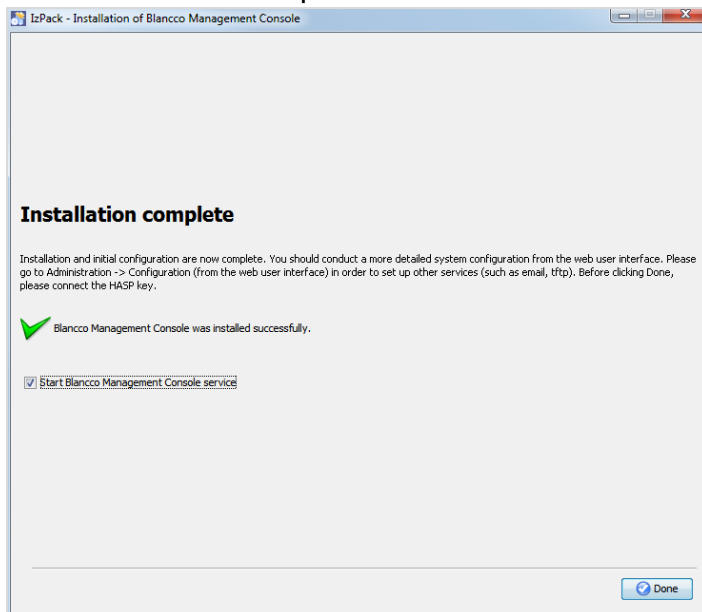 IzPack - Installation of Blancco Management Console
Installation complete
Installation and initial configuration are now complete. You should conduct a more detailed system configuration from the web user interface. Please
go to Administration -> Configuration (from the web user interface) in order to set up other services (such as email, tftp). Before clicking Done,
please connect the HASP key.
Blancco Management Console was installed successfully.
Start Blancco Management Console service
Done